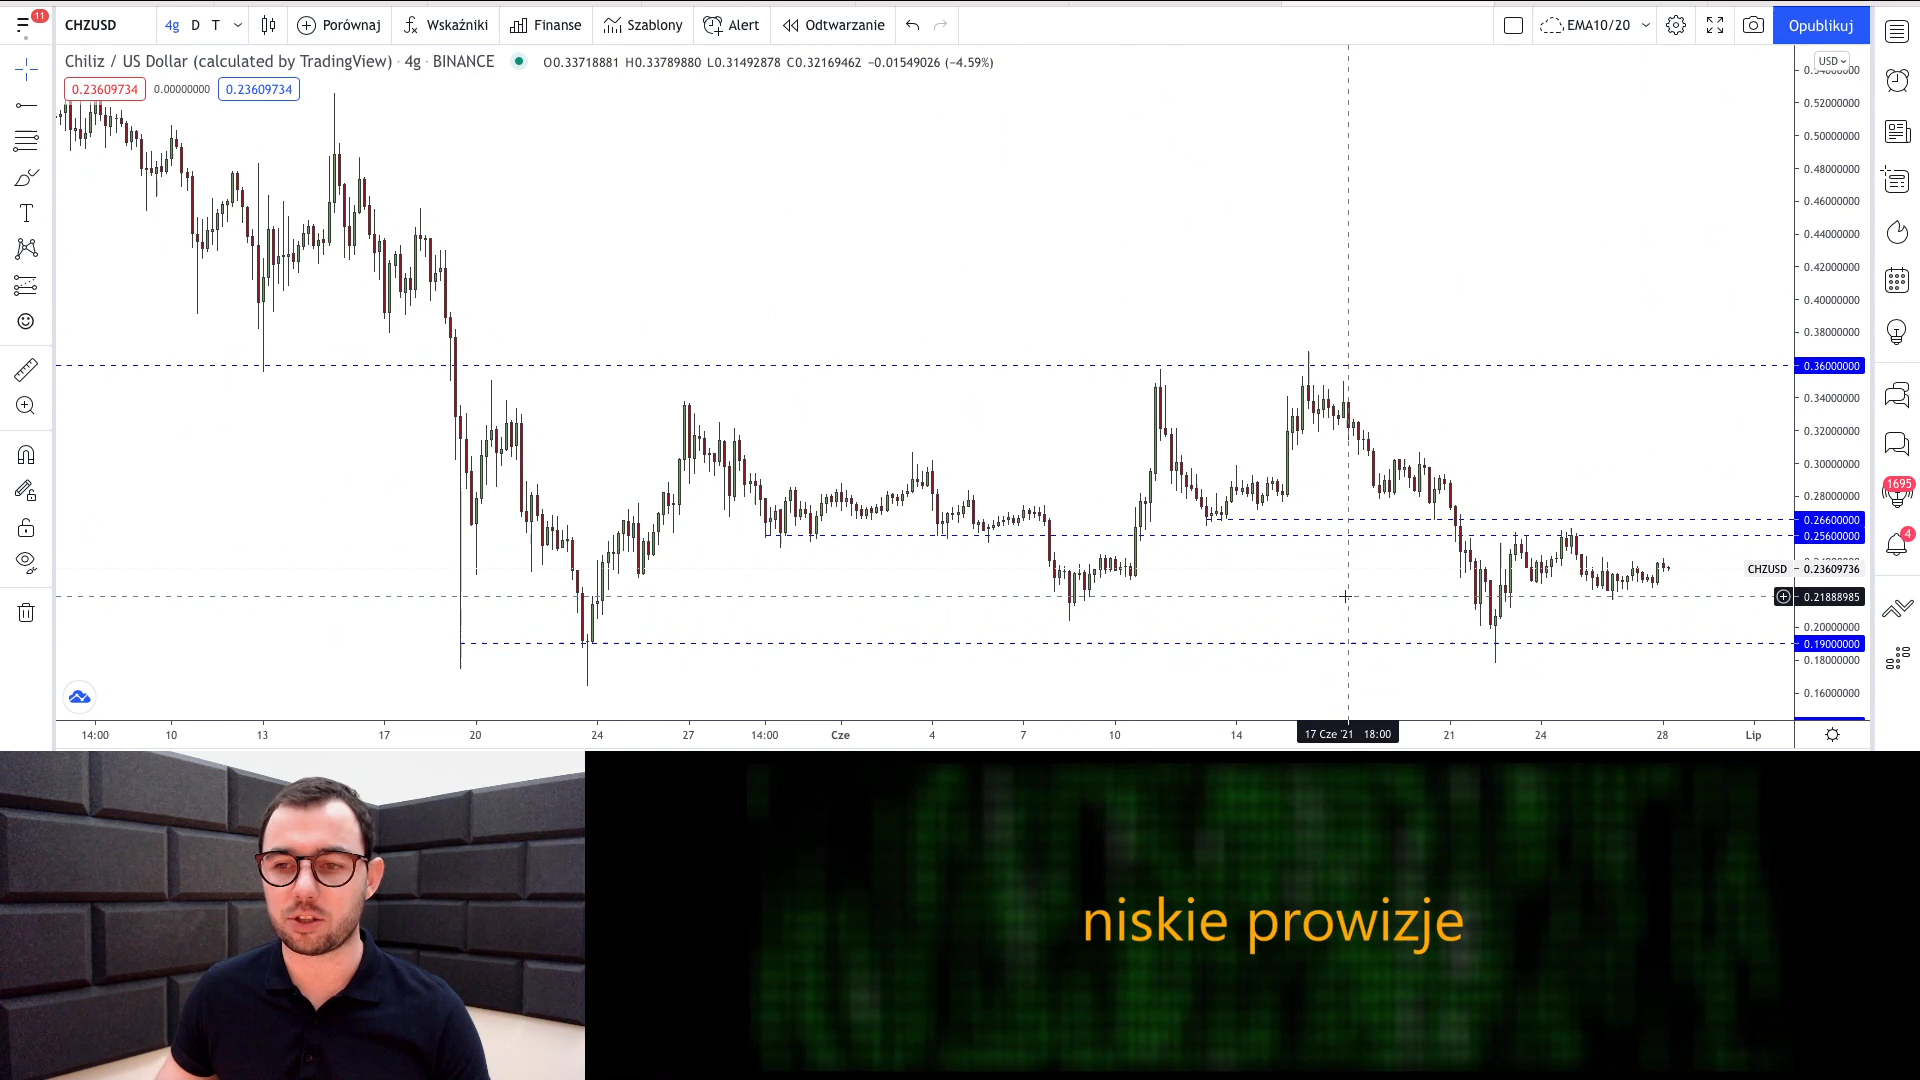 11
CHZUSD
4g D T
Porównaj
Wskaźniki
Finanse
Szablony
Alert
Odtwarzanie
EMA10/20
Opublikuj
Chiliz / US Dollar (calculated by TradingView) · 4g · BINANCE
O0.33718881 H0.33789880 L0.31492878 C0.32169462 −0.01549026 (−4.59%)
USD
0.23609734 0.00000000 0.23609734
0.52000000
0.50000000
0.48000000
0.46000000
0.44000000
0.42000000
0.40000000
0.38000000
0.36000000
0.34000000
0.32000000
0.30000000
0.28000000
0.26600000
0.25600000
CHZUSD 0.23609736
0.21888985
0.20000000
0.19000000
0.18000000
0.16000000
1695
4
14:00 10 13 17 20 24 27 14:00 Cze 4 7 10 14 17 Cze '21 18:00 21 24 28 Lip
niskie prowizje